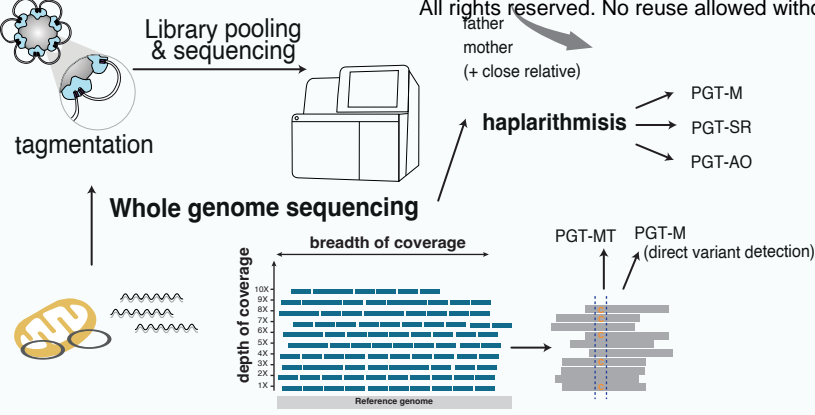 All rights reserved. No reuse allowed witho
father
mother
(+ close relative)
Library pooling
& sequencing
tagmentation
haplarithmisis
PGT-M
PGT-SR
PGT-AO
Whole genome sequencing
breadth of coverage
depth of coverage
10X
9X
8X
7X
6X
5X
4X
3X
2X
1X
Reference genome
PGT-MT
PGT-M
(direct variant detection)